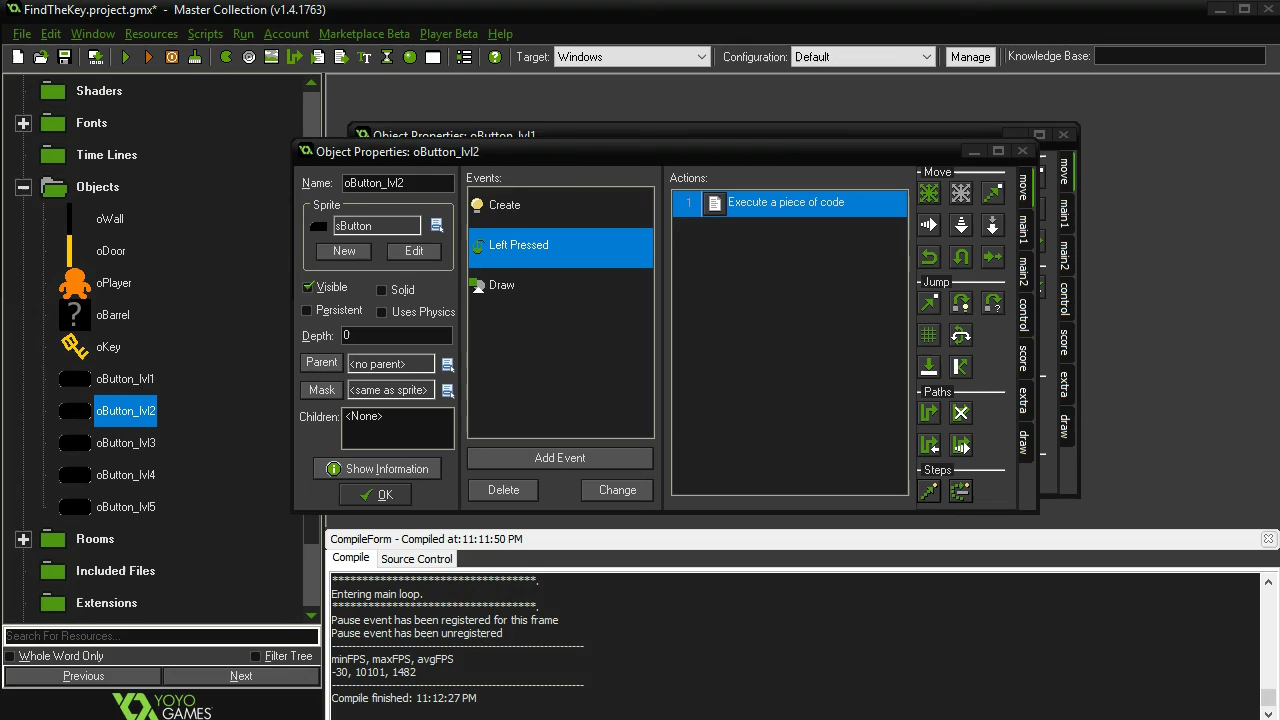 FindTheKey.project.gmx* - Master Collection (v1.4.1763)
File Edit Window Resources Scripts Run Account Marketplace Beta Player Beta Help
Target: Windows Configuration: Default Manage Knowledge Base:
Shaders
Fonts
Time Lines
Objects
oWall
oDoor
oPlayer
oBarrel
oKey
oButton_lvl1
oButton_lvl2
oButton_lvl3
oButton_lvl4
oButton_lvl5
Rooms
Included Files
Extensions
Search For Resources...
Whole Word Only Filter Tree
Previous Next
YOYO
GAMES
Object Properties: oButton_lvl1
Object Properties: oButton_lvl2
Name: oButton_lvl2
Sprite
sButton
New Edit
Visible Solid
Persistent Uses Physics
Depth: 0
Parent <no parent>
Mask <same as sprite>
Children: <None>
Show Information
OK
Events:
Create
Left Pressed
Draw
Add Event
Delete Change
Actions:
1 Execute a piece of code
Move
Jump
Paths
Steps
move
main1
main2
control
score
extra
draw
move
main1
main2
control
score
extra
draw
CompileForm - Compiled at: 11:11:50 PM
Compile Source Control
************************************.
Entering main loop.
************************************.
Pause event has been registered for this frame
Pause event has been unregistered
minFPS, maxFPS, avgFPS
-30, 10101, 1482
Compile finished: 11:12:27 PM